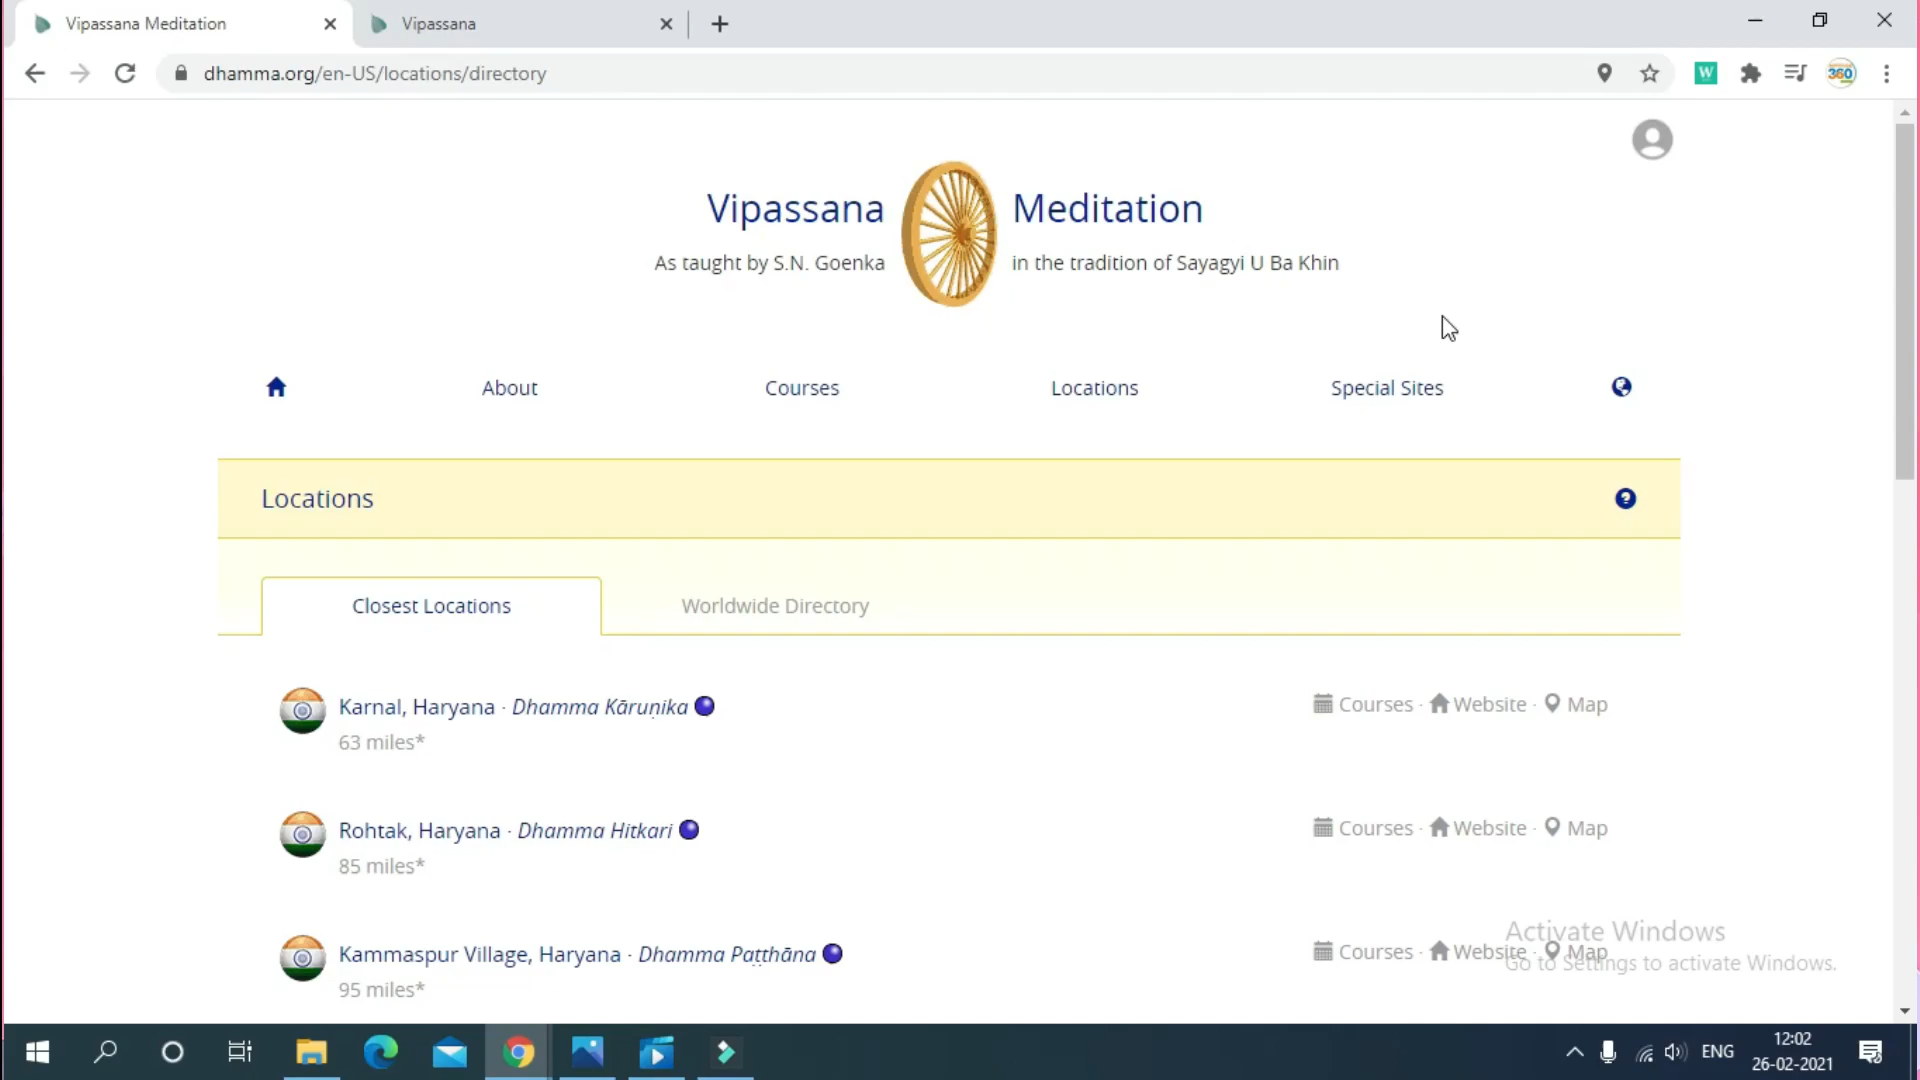 Vipassana Meditation
Vipassana
dhamma.org/en-US/locations/directory
W
360
Vipassana Meditation
As taught by S.N. Goenka in the tradition of Sayagyi U Ba Khin
About Courses Locations Special Sites
Locations
?
Closest Locations Worldwide Directory
Karnal, Haryana · Dhamma Kāruṇika
Courses · Website · Map
63 miles*
Rohtak, Haryana · Dhamma Hitkari
Courses · Website · Map
85 miles*
Kammaspur Village, Haryana · Dhamma Paṭṭhāna
Courses · Website · Map
95 miles*
Activate Windows
Go to Settings to activate Windows.
ENG
12:02
26-02-2021